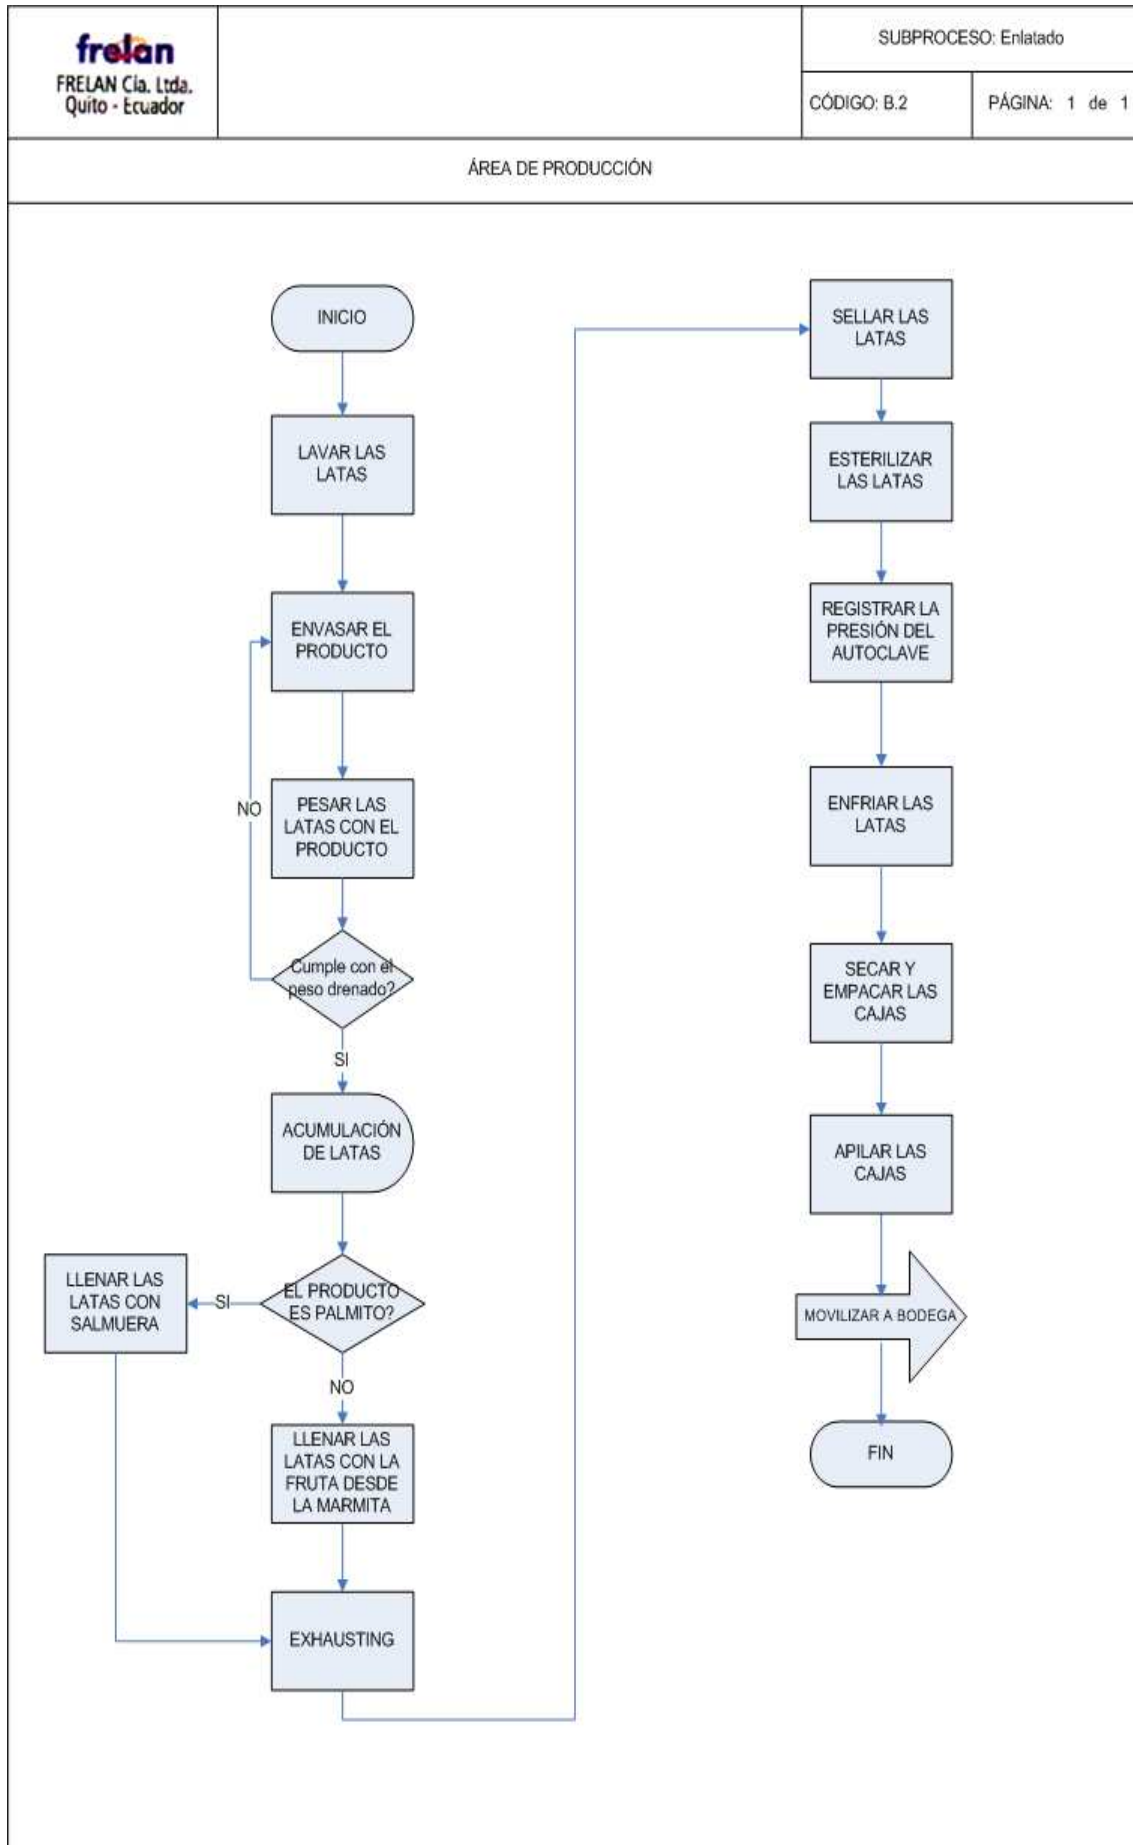 frelan
FRELAN Cía. Ltda.
Quito - Ecuador
SUBPROCESO: Enlatado
CÓDIGO: B.2
PÁGINA: 1 de 1
ÁREA DE PRODUCCIÓN
INICIO
LAVAR LAS
LATAS
ENVASAR EL
PRODUCTO
NO
PESAR LAS
LATAS CON EL
PRODUCTO
Cumple con el
peso drenado?
SI
ACUMULACIÓN
DE LATAS
EL PRODUCTO
ES PALMITO?
SI
LLENAR LAS
LATAS CON
SALMUERA
NO
LLENAR LAS
LATAS CON LA
FRUTA DESDE
LA MARMITA
EXHAUSTING
SELLAR LAS
LATAS
ESTERILIZAR
LAS LATAS
REGISTRAR LA
PRESIÓN DEL
AUTOCLAVE
ENFRIAR LAS
LATAS
SECAR Y
EMPACAR LAS
CAJAS
APILAR LAS
CAJAS
MOVILIZAR A BODEGA
FIN